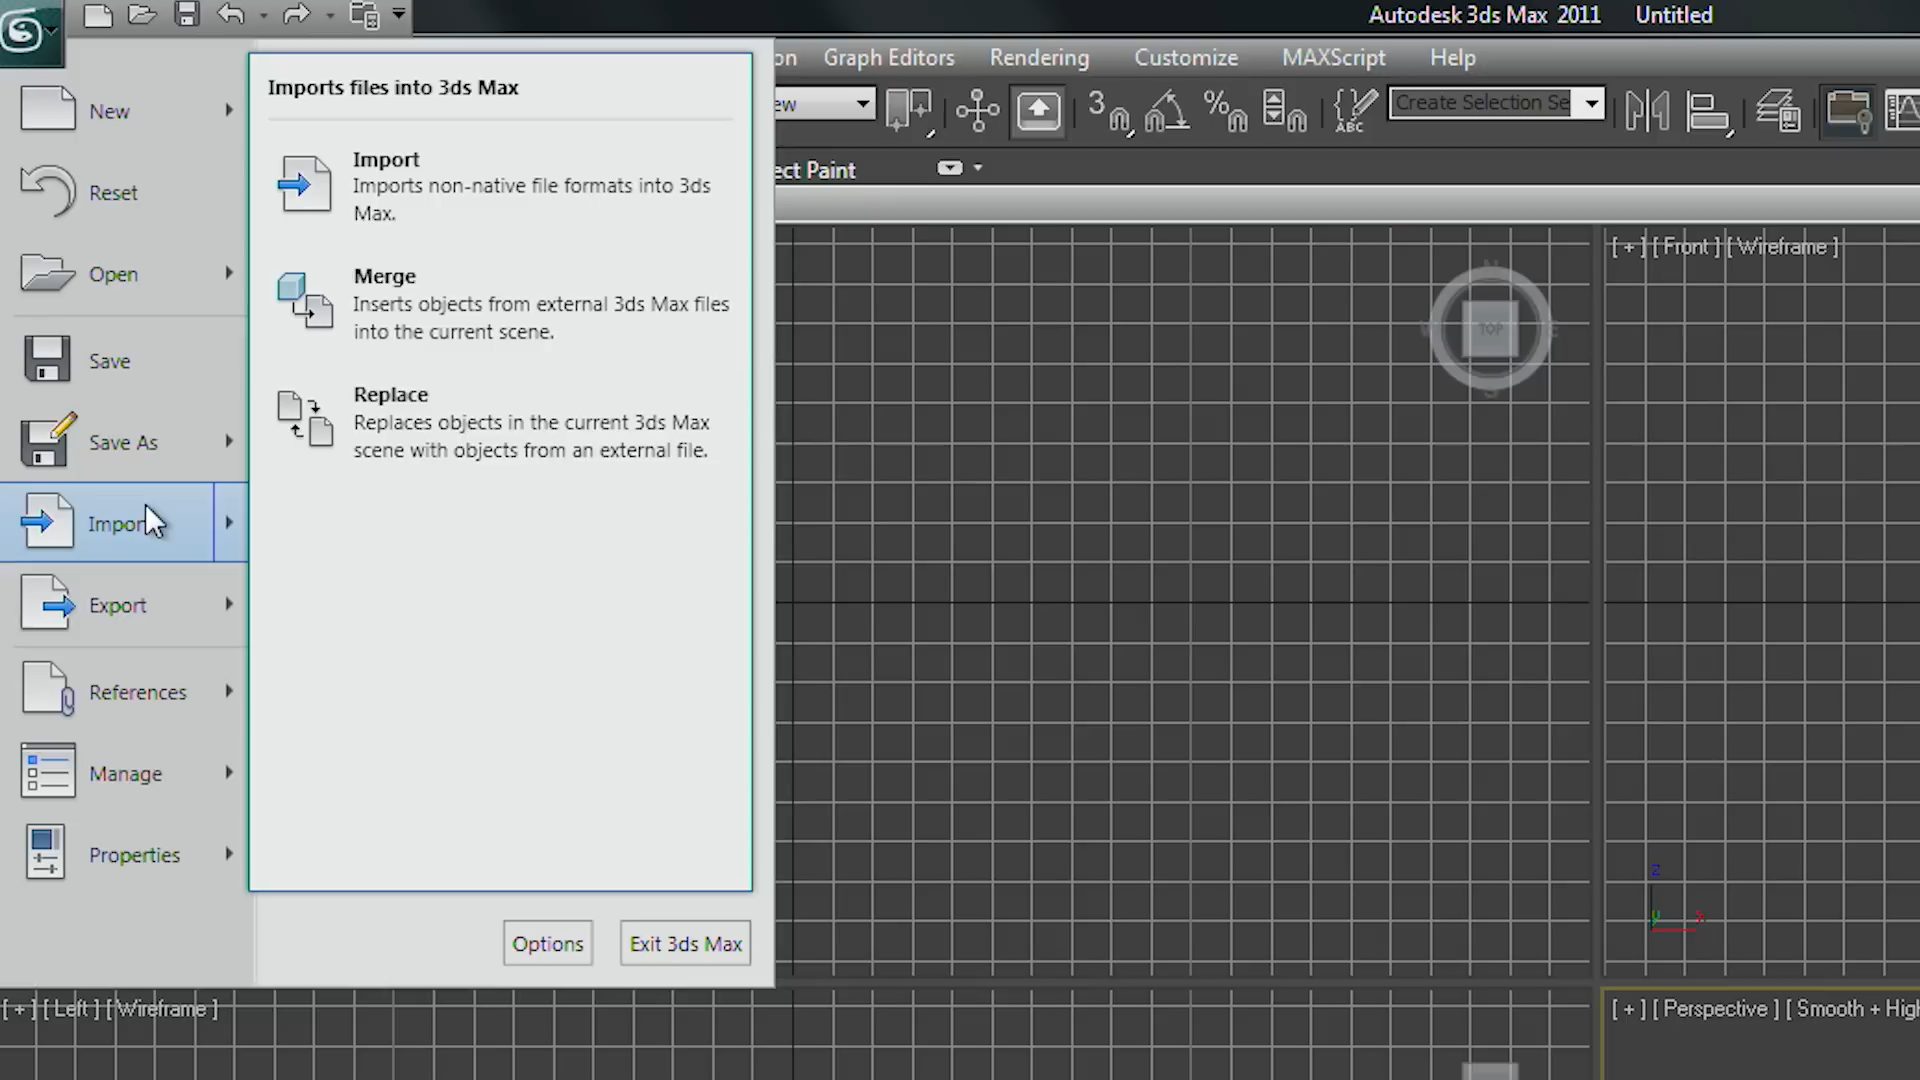 Autodesk 3ds Max 2011 Untitled
on Graph Editors Rendering Customize MAXScript Help
ew
3
%
ABC
Create Selection Se
ect Paint
New
Reset
Open
Save
Save As
Import
Export
References
Manage
Properties
Imports files into 3ds Max
Import
Imports non-native file formats into 3ds
Max.
Merge
Inserts objects from external 3ds Max files
into the current scene.
Replace
Replaces objects in the current 3ds Max
scene with objects from an external file.
Options
Exit 3ds Max
N
TOP
S
[ + ] [ Front ] [ Wireframe ]
z
y
x
[ + ] [ Left ] [ Wireframe ]
[ + ] [ Perspective ] [ Smooth + High